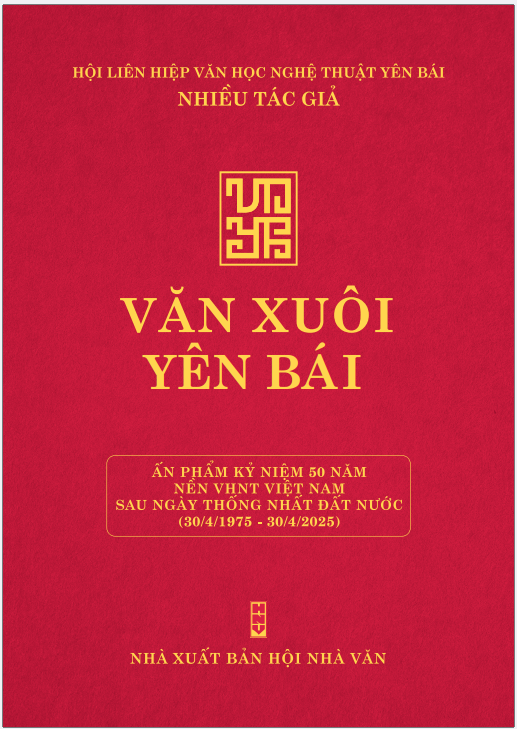 HỘI LIÊN HIỆP VĂN HỌC NGHỆ THUẬT YÊN BÁI
NHIỀU TÁC GIẢ
VĂN XUÔI
YÊN BÁI
ẤN PHẨM KỶ NIỆM 50 NĂM
NỀN VHNT VIỆT NAM
SAU NGÀY THỐNG NHẤT ĐẤT NƯỚC
(30/4/1975 - 30/4/2025)
NHÀ XUẤT BẢN HỘI NHÀ VĂN